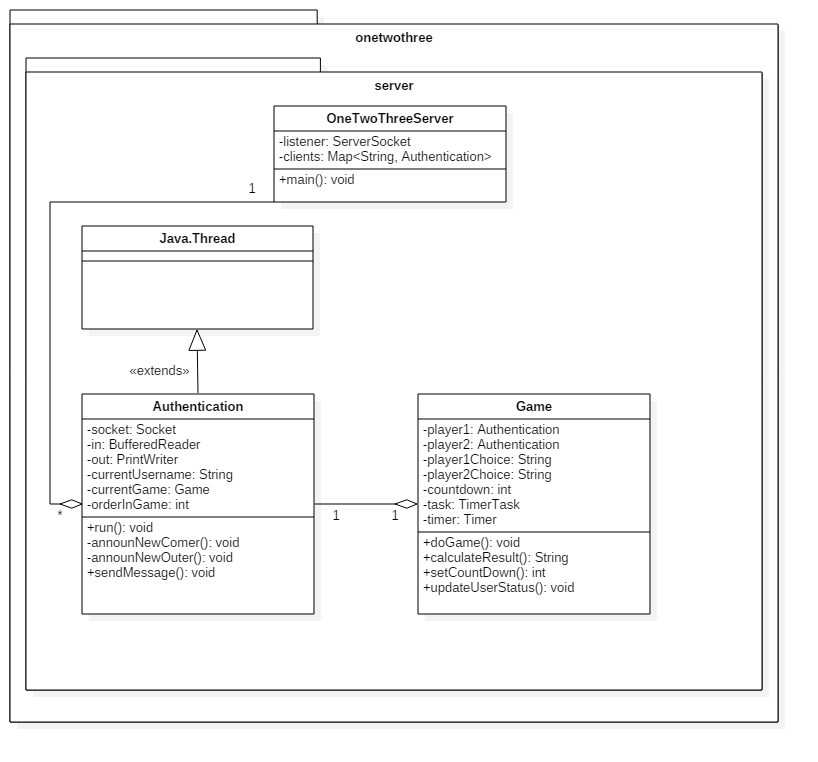 onetwothree
server
OneTwoThreeServer
-listener: ServerSocket
-clients: Map<String, Authentication>
+main(): void
1
Java.Thread
«extends»
Authentication
-socket: Socket
-in: BufferedReader
-out: PrintWriter
-currentUsername: String
-currentGame: Game
-orderInGame: int
+run(): void
-announNewComer(): void
-announNewOuter(): void
+sendMessage(): void
*
1
1
Game
-player1: Authentication
-player2: Authentication
-player1Choice: String
-player2Choice: String
-countdown: int
-task: TimerTask
-timer: Timer
+doGame(): void
+calculateResult(): String
+setCountDown(): int
+updateUserStatus(): void